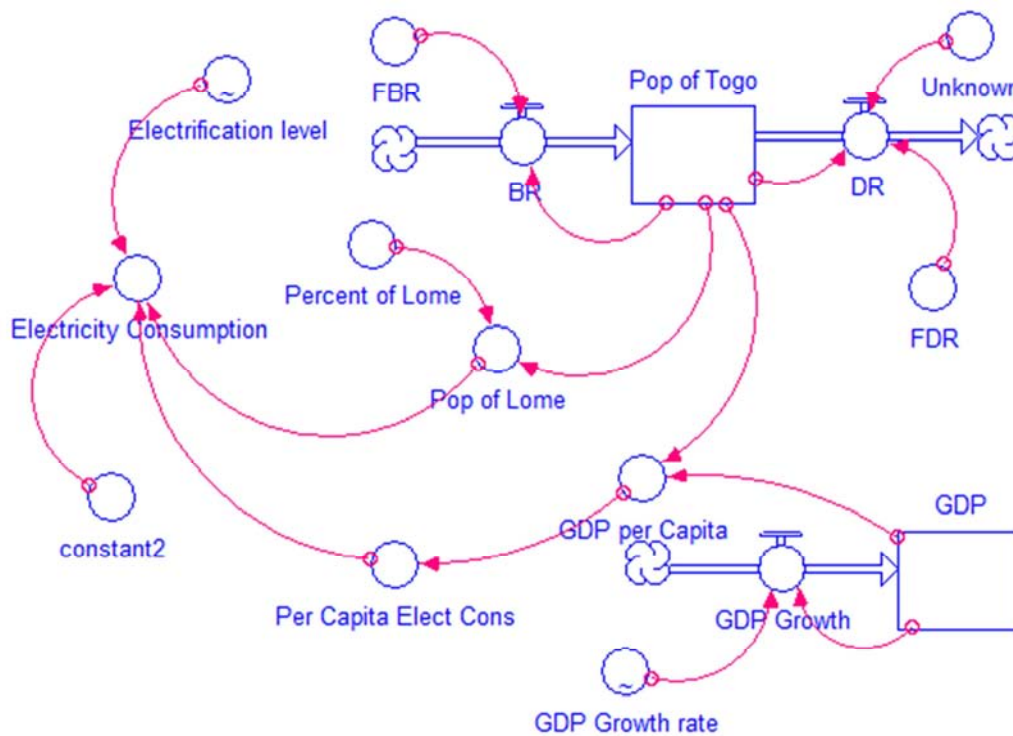 Pop of Togo
FBR
Unknown
Electrification level
BR
DR
Percent of Lome
Electricity Consumption
FDR
Pop of Lome
GDP
GDP per Capita
constant2
Per Capita Elect Cons
GDP Growth
GDP Growth rate